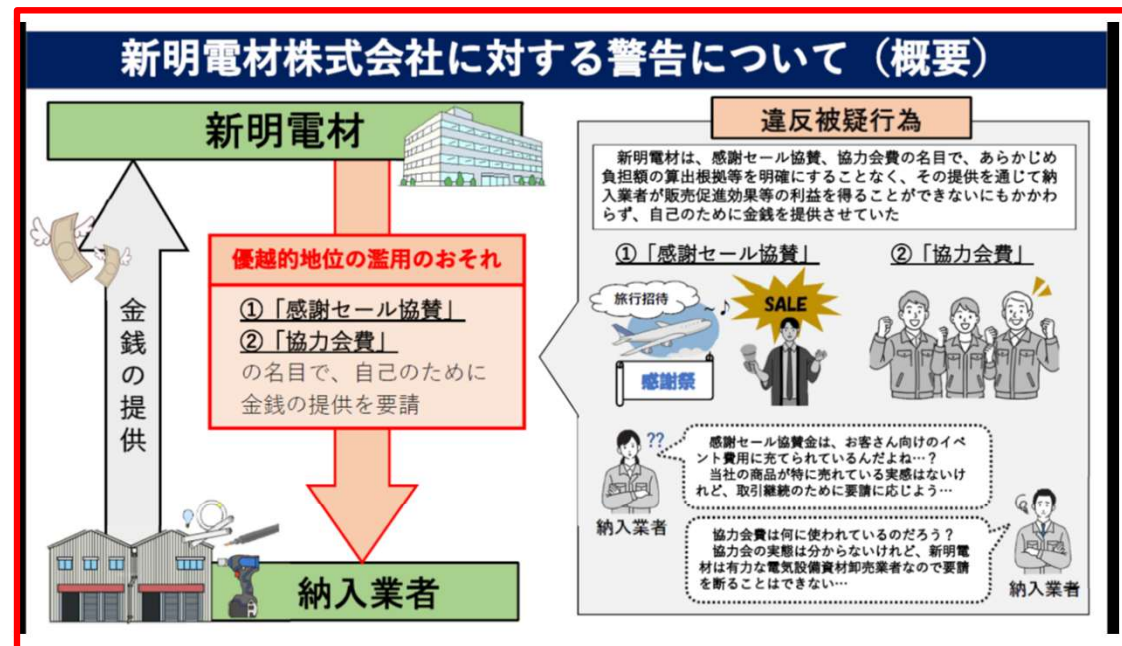 新明電材株式会社に対する警告について（概要）
新明電材
優越的地位の濫用のおそれ
①「感謝セール協賛」
②「協力会費」
の名目で、自己のために
金銭の提供を要請
金銭の提供
納入業者
違反被疑行為
新明電材は、感謝セール協賛、協力会費の名目で、あらかじめ
負担額の算出根拠等を明確にすることなく、その提供を通じて納
入業者が販売促進効果等の利益を得ることができないにもかかわ
らず、自己のために金銭を提供させていた
①「感謝セール協賛」
②「協力会費」
旅行招待
～♪
SALE
感謝祭
??
感謝セール協賛金は、お客さん向けのイベ
ント費用に充てられているんだよね…？
当社の商品が特に売れている実感はないけ
れど、取引継続のために要請に応じよう…
納入業者
協力会費は何に使われているのだろう？
協力会の実態は分からないけれど、新明電
材は有力な電気設備資材卸売業者なので要請
を断ることはできない…
納入業者